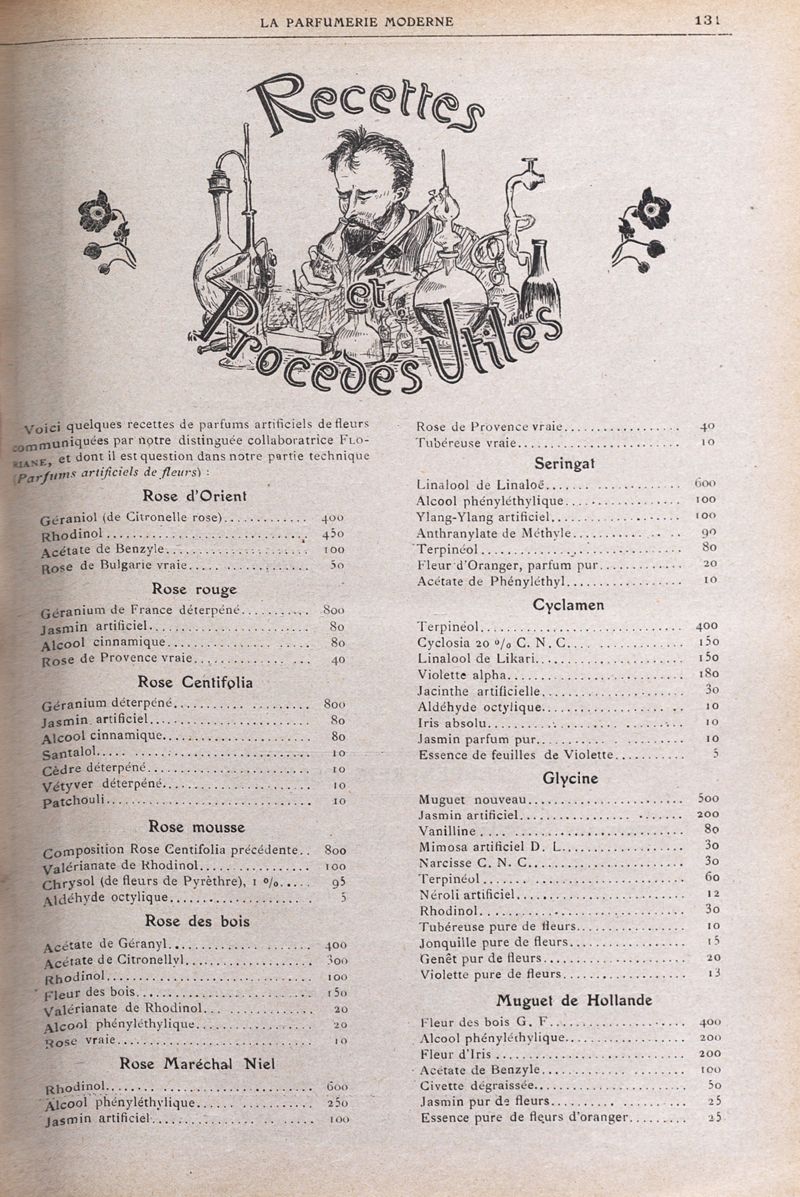 LA PARFUMERIE MODERNE 131
Recettes
et
Procédés Utiles
Voici quelques recettes de parfums artificiels de fleurs
communiquées par notre distinguée collaboratrice FLO-
RIANE, et dont il est question dans notre partie technique
(Parfums artificiels de fleurs) :
Rose d'Orient
Géraniol (de Citronelle rose) 400
Rhodinol 450
Acétate de Benzyle 100
Rose de Bulgarie vraie 50
Rose rouge
Géranium de France déterpéné 800
Jasmin artificiel 80
Alcool cinnamique 80
Rose de Provence vraie 40
Rose Centifolia
Géranium déterpéné 800
Jasmin artificiel 80
Alcool cinnamique 80
Santalol 10
Cèdre déterpéné 10
Vétyver déterpéné 10
Patchouli 10
Rose mousse
Composition Rose Centifolia précédente 800
Valérianate de Rhodinol 100
Chrysol (de fleurs de Pyrèthre), 1 % 95
Aldéhyde octylique 5
Rose des bois
Acétate de Géranyl 400
Acétate de Citronellyl 300
Rhodinol 100
Fleur des bois 150
Valérianate de Rhodinol 20
Alcool phényléthylique 20
Rose vraie 10
Rose Maréchal Niel
Rhodinol 600
Alcool phényléthylique 250
Jasmin artificiel 100
Rose de Provence vraie 40
Tubéreuse vraie 10
Seringat
Linalool de Linaloé 600
Alcool phényléthylique 100
Ylang-Ylang artificiel 100
Anthranylate de Méthyle 90
Terpinéol 80
Fleur d'Oranger, parfum pur 20
Acétate de Phényléthyl 10
Cyclamen
Terpinéol 400
Cyclosia 20 % C. N. C. 150
Linalool de Likari 150
Violette alpha 180
Jacinthe artificielle 30
Aldéhyde octylique 10
Iris absolu 10
Jasmin parfum pur 10
Essence de feuilles de Violette 5
Glycine
Muguet nouveau 500
Jasmin artificiel 200
Vanilline 80
Mimosa artificiel D. L. 30
Narcisse C. N. C. 30
Terpinéol 60
Néroli artificiel 12
Rhodinol 30
Tubéreuse pure de fleurs 10
Jonquille pure de fleurs 15
Genêt pur de fleurs 20
Violette pure de fleurs 13
Muguet de Hollande
Fleur des bois G. F. 400
Alcool phényléthylique 200
Fleur d'Iris 200
Acétate de Benzyle 100
Civette dégraissée 50
Jasmin pur de fleurs 25
Essence pure de fleurs d'oranger 25